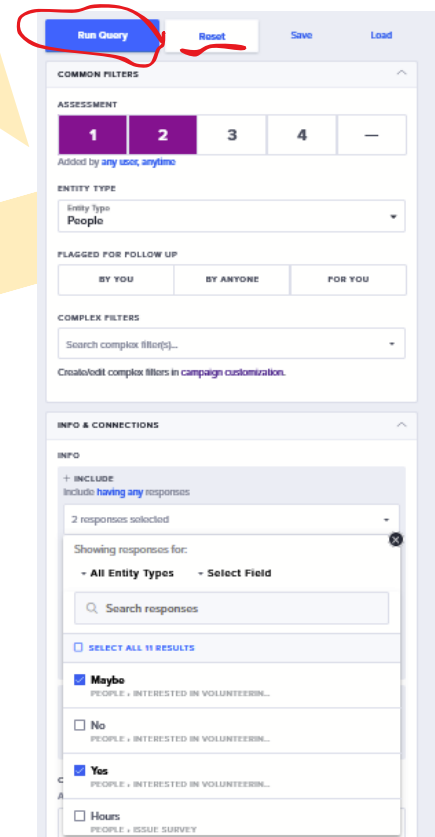 Run Query Reset Save Load
COMMON FILTERS
ASSESSMENT
1 2 3 4 —
Added by any user, anytime
ENTITY TYPE
Entity Type
People
FLAGGED FOR FOLLOW UP
BY YOU BY ANYONE FOR YOU
COMPLEX FILTERS
Search complex filter(s)...
Create/edit complex filters in campaign customization.
INFO & CONNECTIONS
INFO
+ INCLUDE
Include having any responses
2 responses selected
Showing responses for:
All Entity Types Select Field
Search responses
SELECT ALL 11 RESULTS
Maybe
PEOPLE › INTERESTED IN VOLUNTEERIN...
No
PEOPLE › INTERESTED IN VOLUNTEERIN...
C
Yes
A
PEOPLE › INTERESTED IN VOLUNTEERIN...
Hours
PEOPLE › ISSUE SURVEY